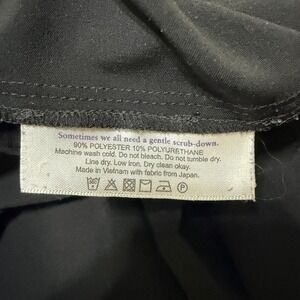 Sometimes we all need a gentle scrub-down.
90% POLYESTER 10% POLYURETHANE
Machine wash cold. Do not bleach. Do not tumble dry.
Line dry. Low iron. Dry clean okay.
Made in Vietnam with fabric from Japan.